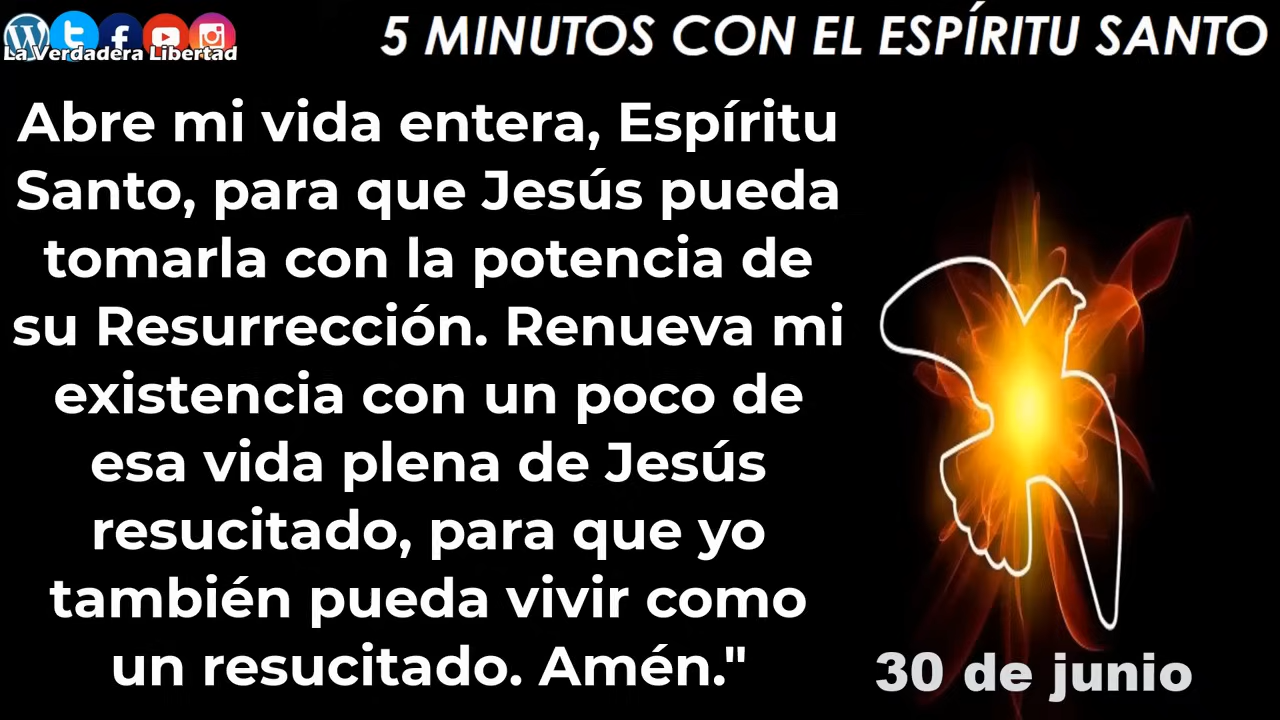 La Verdadera Libertad
5 MINUTOS CON EL ESPÍRITU SANTO
Abre mi vida entera, Espíritu
Santo, para que Jesús pueda
tomarla con la potencia de
su Resurrección. Renueva mi
existencia con un poco de
esa vida plena de Jesús
resucitado, para que yo
también pueda vivir como
un resucitado. Amén."
30 de junio